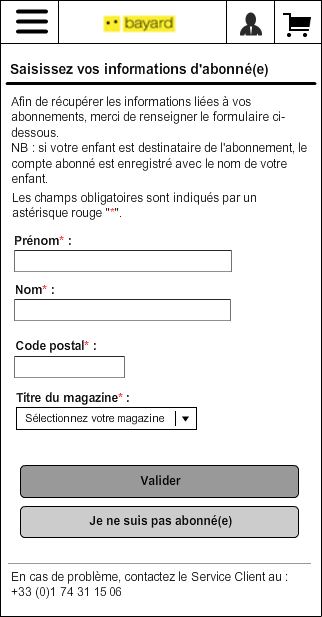 bayard
Saisissez vos informations d'abonné(e)
Afin de récupérer les informations liées à vos
abonnements, merci de renseigner le formulaire ci-
dessous.
NB : si votre enfant est destinataire de l'abonnement, le
compte abonné est enregistré avec le nom de votre
enfant.
Les champs obligatoires sont indiqués par un
astérisque rouge "*".
Prénom* :
Nom* :
Code postal* :
Titre du magazine* :
Sélectionnez votre magazine
Valider
Je ne suis pas abonné(e)
En cas de problème, contactez le Service Client au :
+33 (0)1 74 31 15 06